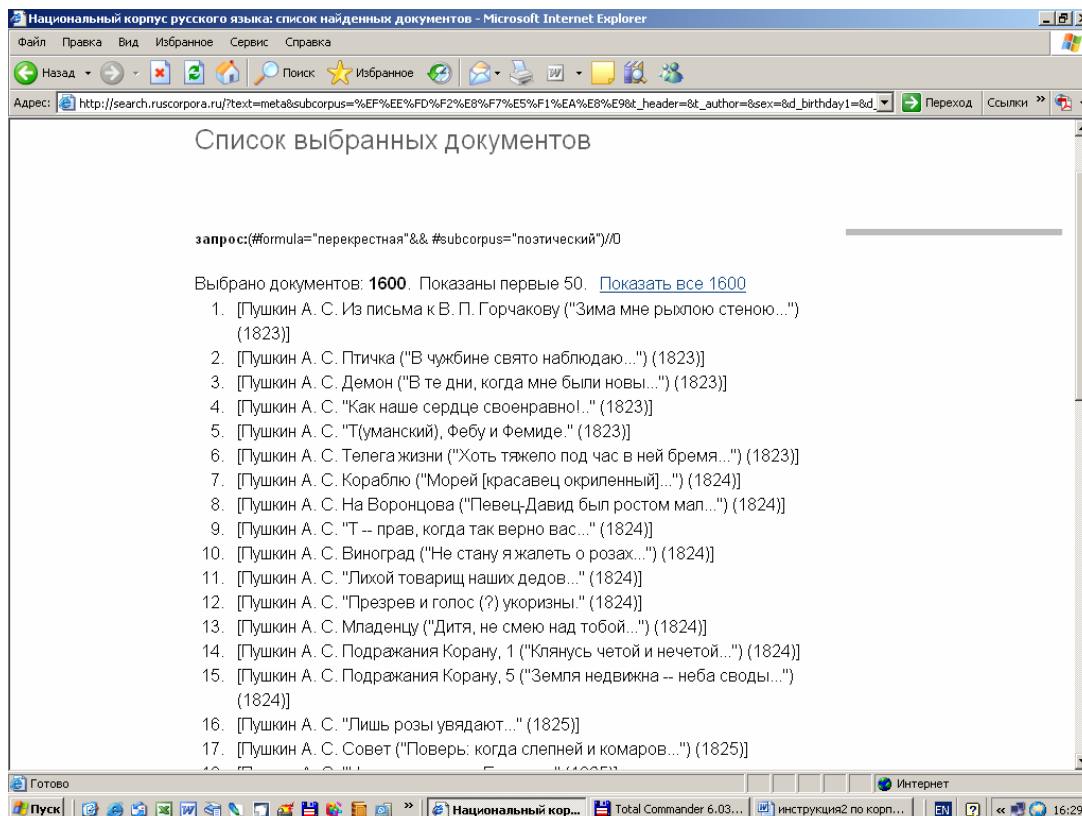 Национальный корпус русского языка: список найденных документов - Microsoft Internet Explorer
Файл Правка Вид Избранное Сервис Справка
Назад Поиск Избранное
Адрес: http://search.ruscorpora.ru/?text=meta&subcorpus=%EF%EE%FD%F2%E8%F7%E5%F1%EA%E8%E9&t_header=&t_author=&sex=&d_birthday1=&d_ Переход Ссылки »
Список выбранных документов
запрос:(#formula="перекрестная"&& #subcorpus="поэтический")//0
Выбрано документов: 1600. Показаны первые 50. Показать все 1600
1. [Пушкин А. С. Из письма к В. П. Горчакову ("Зима мне рыхлою стеною...")
(1823)]
2. [Пушкин А. С. Птичка ("В чужбине свято наблюдаю...") (1823)]
3. [Пушкин А. С. Демон ("В те дни, когда мне были новы...") (1823)]
4. [Пушкин А. С. "Как наше сердце своенравно!.." (1823)]
5. [Пушкин А. С. "Т(уманский), Фебу и Фемиде." (1823)]
6. [Пушкин А. С. Телега жизни ("Хоть тяжело под час в ней бремя...") (1823)]
7. [Пушкин А. С. Кораблю ("Морей [красавец окриленный]...") (1824)]
8. [Пушкин А. С. На Воронцова ("Певец-Давид был ростом мал...") (1824)]
9. [Пушкин А. С. "Т -- прав, когда так верно вас..." (1824)]
10. [Пушкин А. С. Виноград ("Не стану я жалеть о розах...") (1824)]
11. [Пушкин А. С. "Лихой товарищ наших дедов..." (1824)]
12. [Пушкин А. С. "Презрев и голос (?) укоризны." (1824)]
13. [Пушкин А. С. Младенцу ("Дитя, не смею над тобой...") (1824)]
14. [Пушкин А. С. Подражания Корану, 1 ("Клянусь четой и нечетой...") (1824)]
15. [Пушкин А. С. Подражания Корану, 5 ("Земля недвижна -- неба своды...")
(1824)]
16. [Пушкин А. С. "Лишь розы увядают..." (1825)]
17. [Пушкин А. С. Совет ("Поверь: когда слепней и комаров...") (1825)]
Готово Интернет
Пуск » Национальный кор... Total Commander 6.03... инструкция2 по корп... EN « 16:29